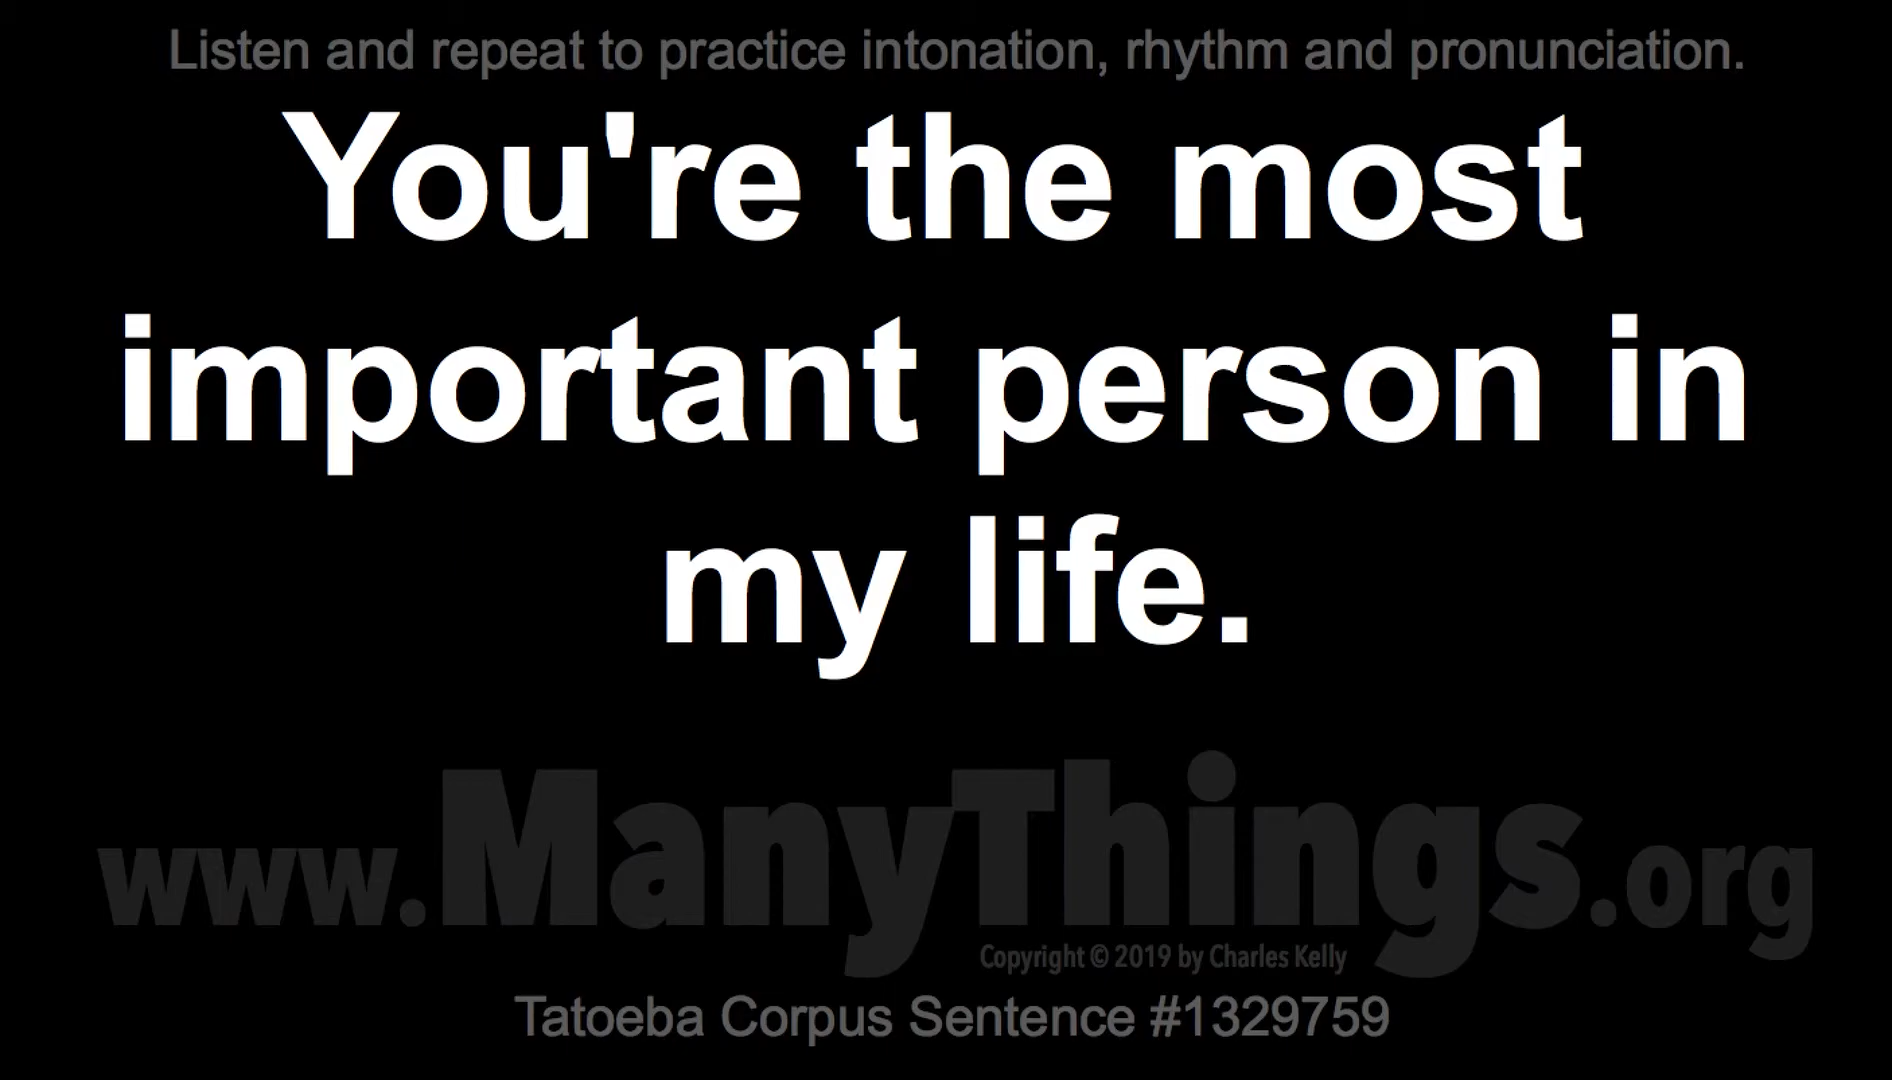 Listen and repeat to practice intonation, rhythm and pronunciation.
You're the most
important person in
my life.
www.ManyThings.org
Copyright © 2019 by Charles Kelly
Tatoeba Corpus Sentence #1329759